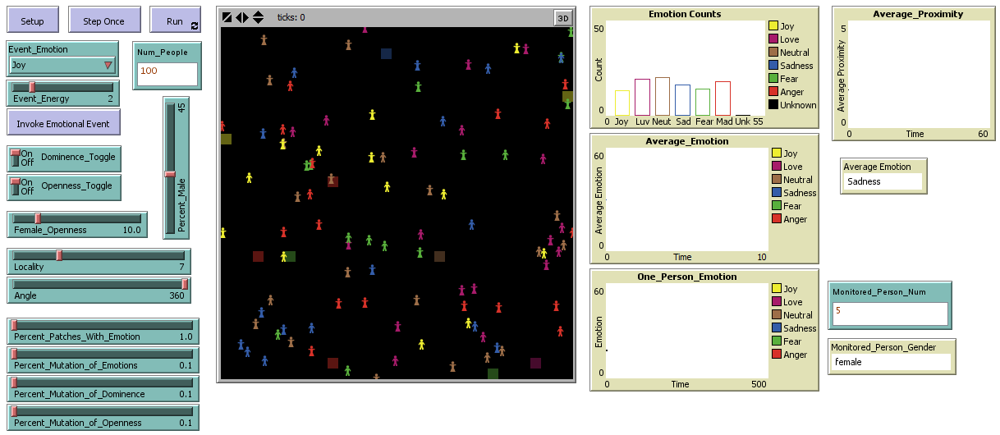 Setup
Step Once
Run
Event_Emotion
Joy
Num_People
100
Event_Energy 2
Invoke Emotional Event
On
Off
Dominence_Toggle
On
Off
Openness_Toggle
Percent_Male 45
Female_Openness 10.0
Locality 7
Angle 360
Percent_Patches_With_Emotion 1.0
Percent_Mutation_of_Emotions 0.1
Percent_Mutation_of_Dominence 0.1
Percent_Mutation_of_Openness 0.1
ticks: 0
3D
Emotion Counts
50
Count
0
Joy Luv Neut Sad Fear Mad Unk 55
Joy
Love
Neutral
Sadness
Fear
Anger
Unknown
Average_Emotion
60
Average Emotion
0
0 Time 10
Joy
Love
Neutral
Sadness
Fear
Anger
One_Person_Emotion
60
Emotion
0
0 Time 500
Joy
Love
Neutral
Sadness
Fear
Anger
Average_Proximity
5
Average Proximity
0
0 Time 60
Average Emotion
Sadness
Monitored_Person_Num
5
Monitored_Person_Gender
female